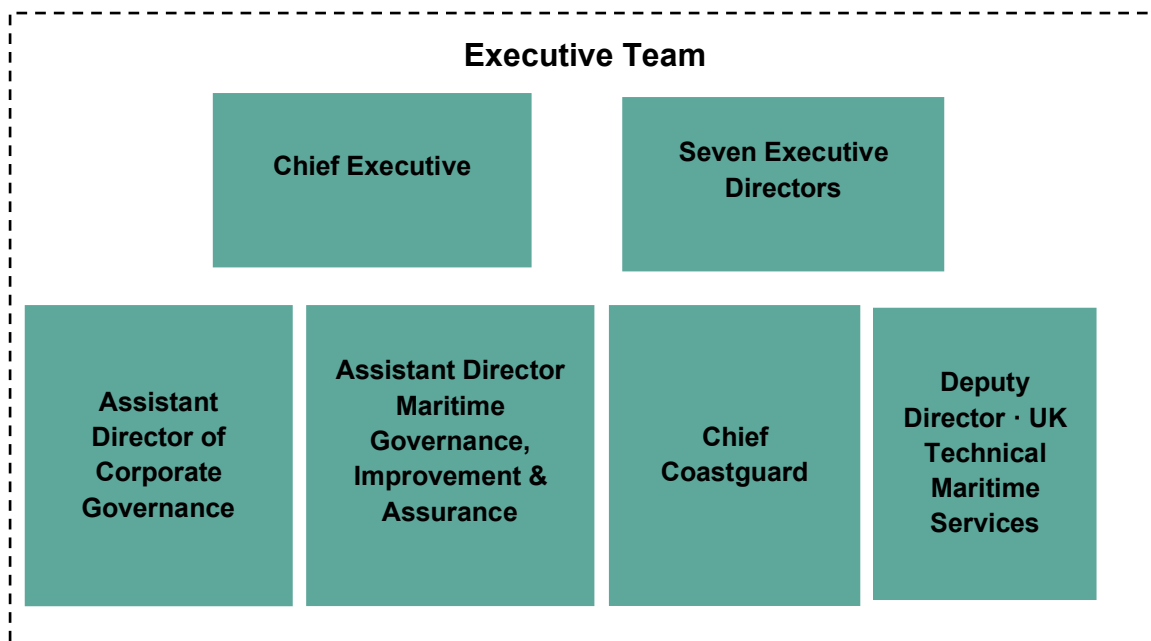 Executive Team
Chief Executive
Seven Executive
Directors
Assistant
Director of
Corporate
Governance
Assistant Director
Maritime
Governance,
Improvement &
Assurance
Chief
Coastguard
Deputy
Director · UK
Technical
Maritime
Services